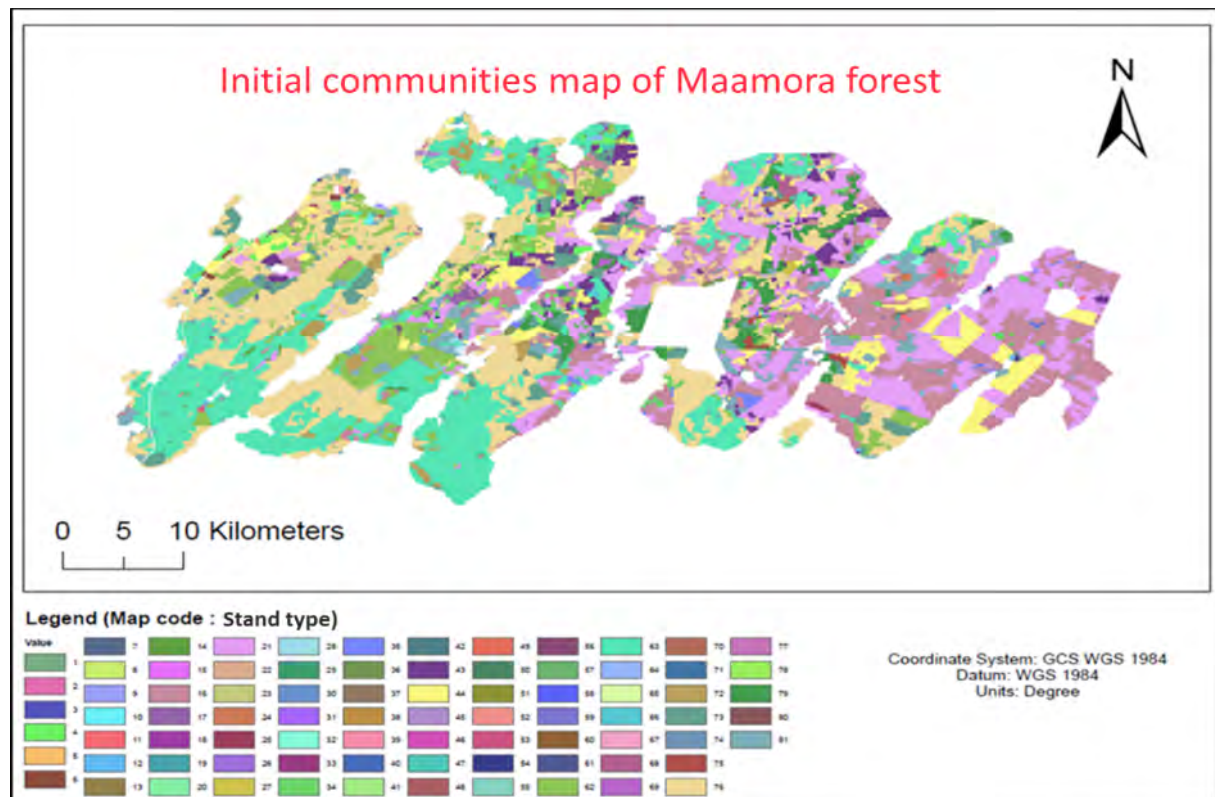 Initial communities map of Maamora forest
N
0 5 10 Kilometers
Legend (Map code : Stand type)
Value
7 14 21 28 35 42 49 56 63 70 77
1 8 15 22 29 36 43 50 57 64 71 78
2 9 16 23 30 37 44 51 58 65 72 79
3 10 17 24 31 38 45 52 59 66 73 80
4 11 18 25 32 39 46 53 60 67 74 81
5 12 19 26 33 40 47 54 61 68 75
6 13 20 27 34 41 48 55 62 69 76
Coordinate System: GCS WGS 1984
Datum: WGS 1984
Units: Degree